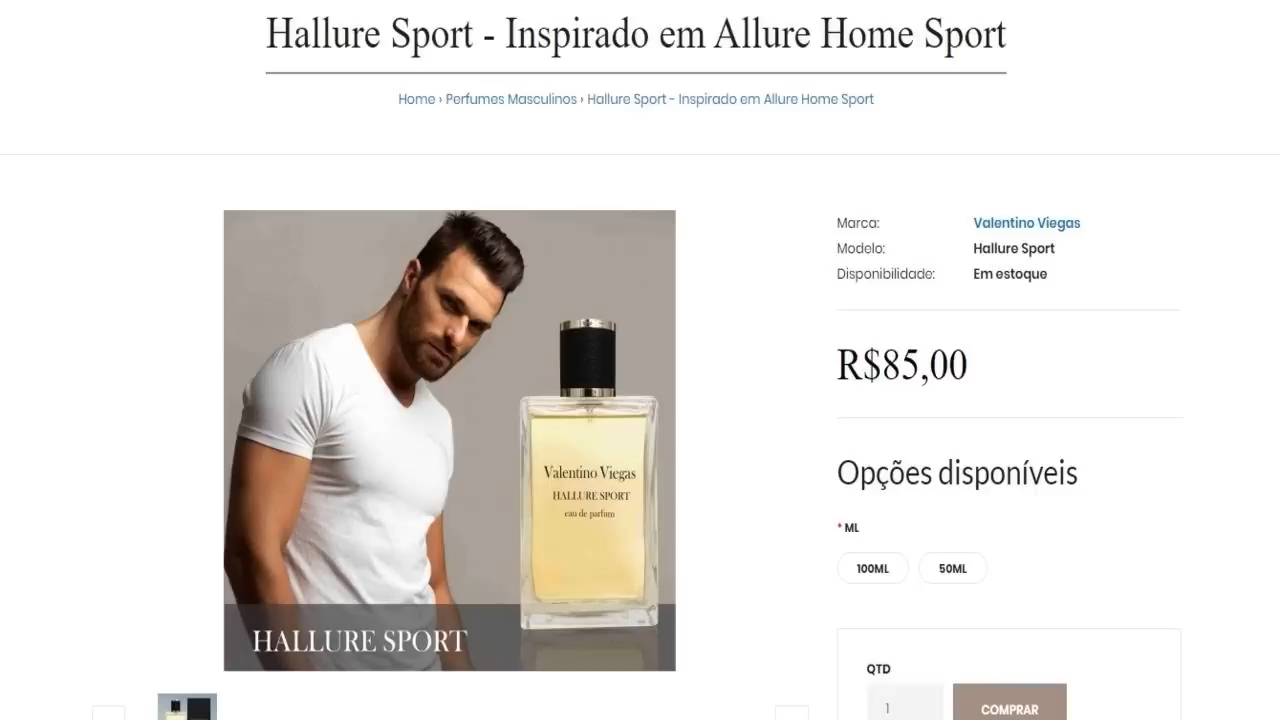 Hallure Sport - Inspirado em Allure Home Sport
Home › Perfumes Masculinos › Hallure Sport - Inspirado em Allure Home Sport
Marca: Valentino Viegas
Modelo: Hallure Sport
Disponibilidade: Em estoque
R$85,00
Opções disponíveis
* ML
100ML 50ML
QTD
1 COMPRAR
Valentino Viegas
HALLURE SPORT
eau de parfum
HALLURE SPORT